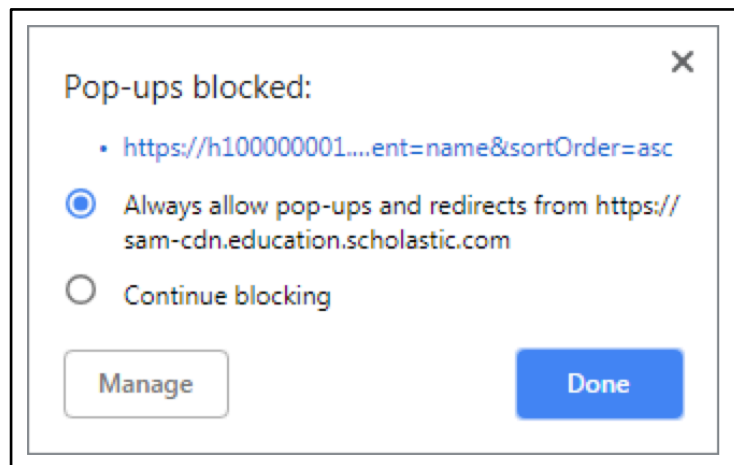 Pop-ups blocked:
• https://h100000001....ent=name&sortOrder=asc
Always allow pop-ups and redirects from https://
sam-cdn.education.scholastic.com
Continue blocking
Manage
Done